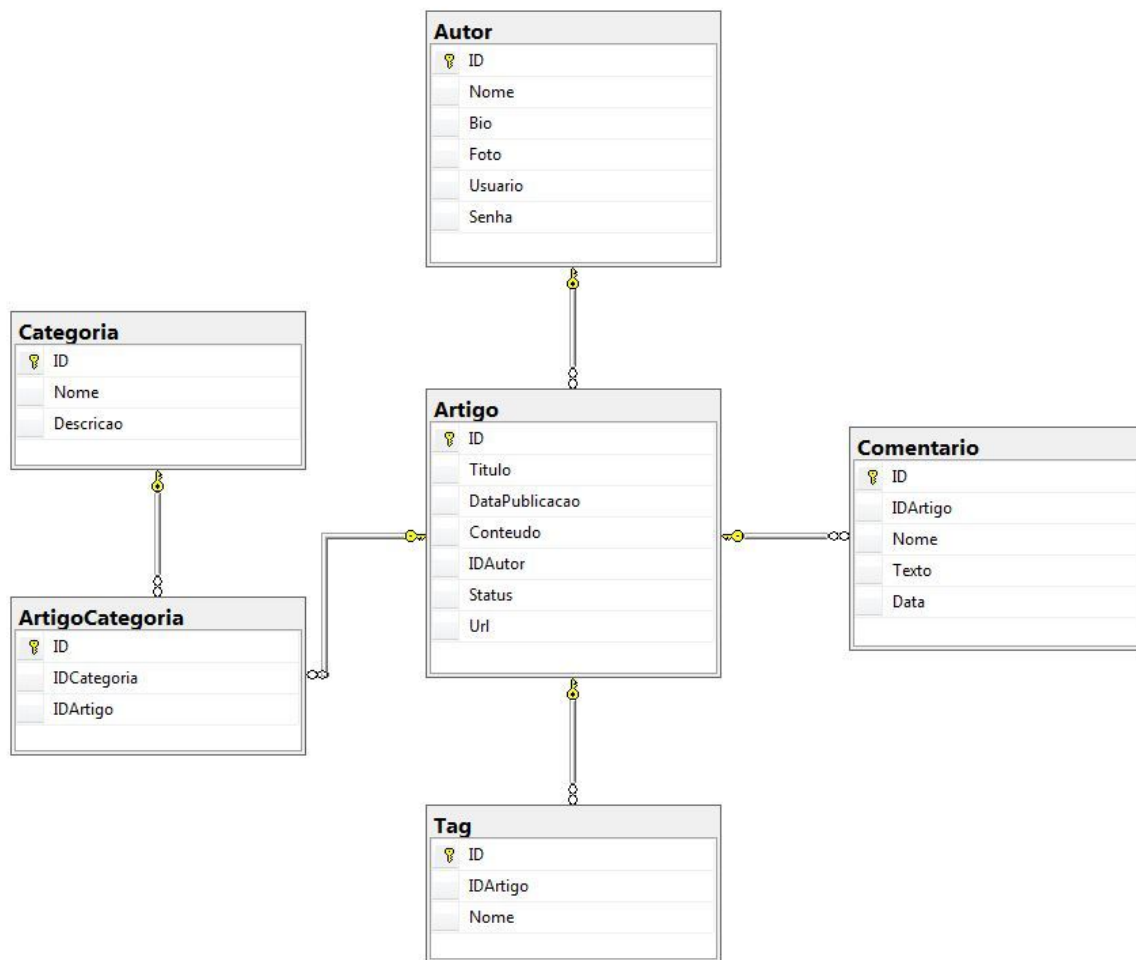 Autor
ID
Nome
Bio
Foto
Usuario
Senha
Categoria
ID
Nome
Descricao
Artigo
ID
Titulo
DataPublicacao
Conteudo
IDAutor
Status
Url
Comentario
ID
IDArtigo
Nome
Texto
Data
ArtigoCategoria
ID
IDCategoria
IDArtigo
Tag
ID
IDArtigo
Nome